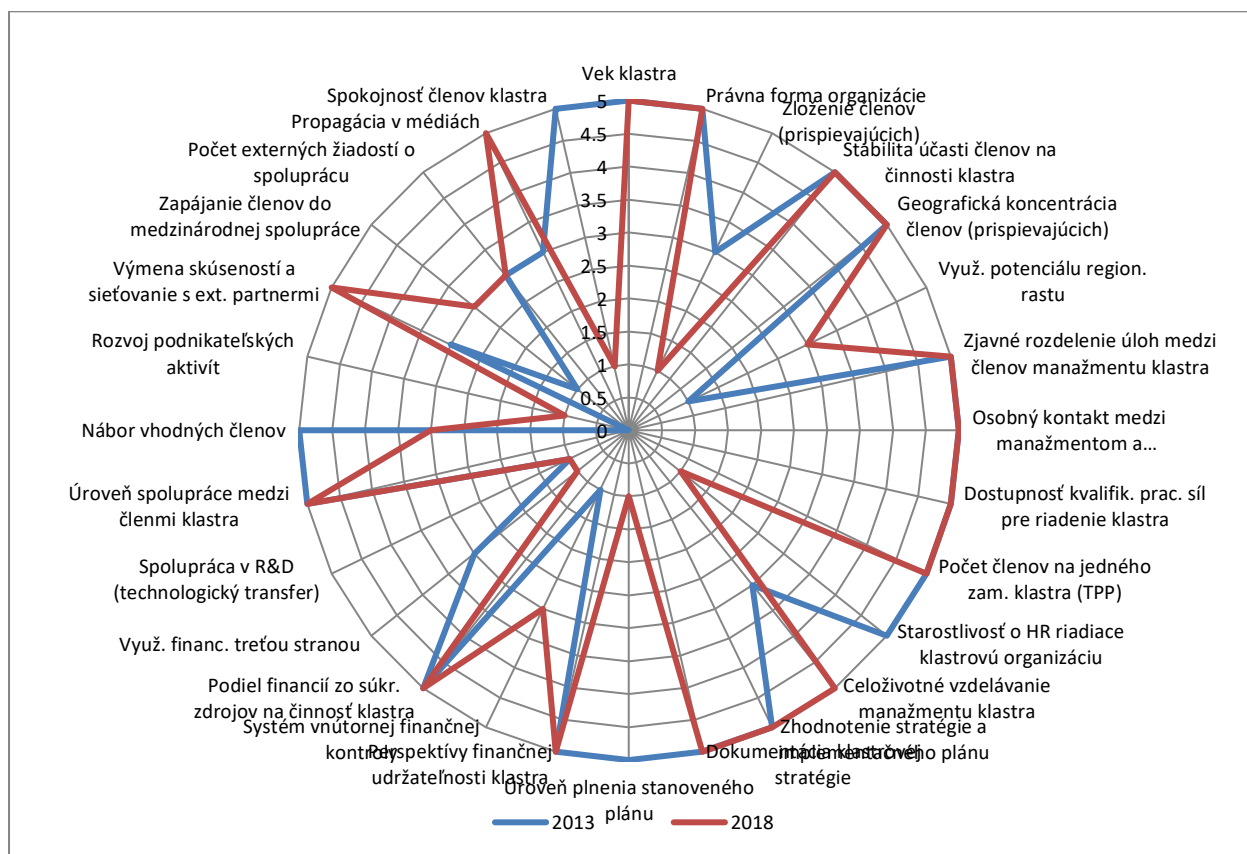 Vek klastra
Právna forma organizácie
Zloženie členov
(prispievajúcich)
Stabilita účasti členov na
činnosti klastra
Geografická koncentrácia
členov (prispievajúcich)
Využ. potenciálu region.
rastu
Zjavné rozdelenie úloh medzi
členov manažmentu klastra
Osobný kontakt medzi
manažmentom a...
Dostupnosť kvalifik. prac. síl
pre riadenie klastra
Počet členov na jedného
zam. klastra (TPP)
Starostlivosť o HR riadiace
klastrovú organizáciu
Celoživotné vzdelávanie
manažmentu klastra
Zhodnotenie stratégie a
implementačného plánu
Dokumentácia klastrovej
stratégie
Úroveň plnenia stanoveného
plánu
Perspektívy finančnej
udržateľnosti klastra
Systém vnútornej finančnej
kontroly
Podiel financií zo súkr.
zdrojov na činnosť klastra
Využ. financ. treťou stranou
Spolupráca v R&D
(technologický transfer)
Úroveň spolupráce medzi
členmi klastra
Nábor vhodných členov
Rozvoj podnikateľských
aktivít
Výmena skúseností a
sieťovanie s ext. partnermi
Zapájanie členov do
medzinárodnej spolupráce
Počet externých žiadostí o
spoluprácu
Propagácia v médiách
Spokojnosť členov klastra
5
4.5
4
3.5
3
2.5
2
1.5
1
0.5
0
2013
2018